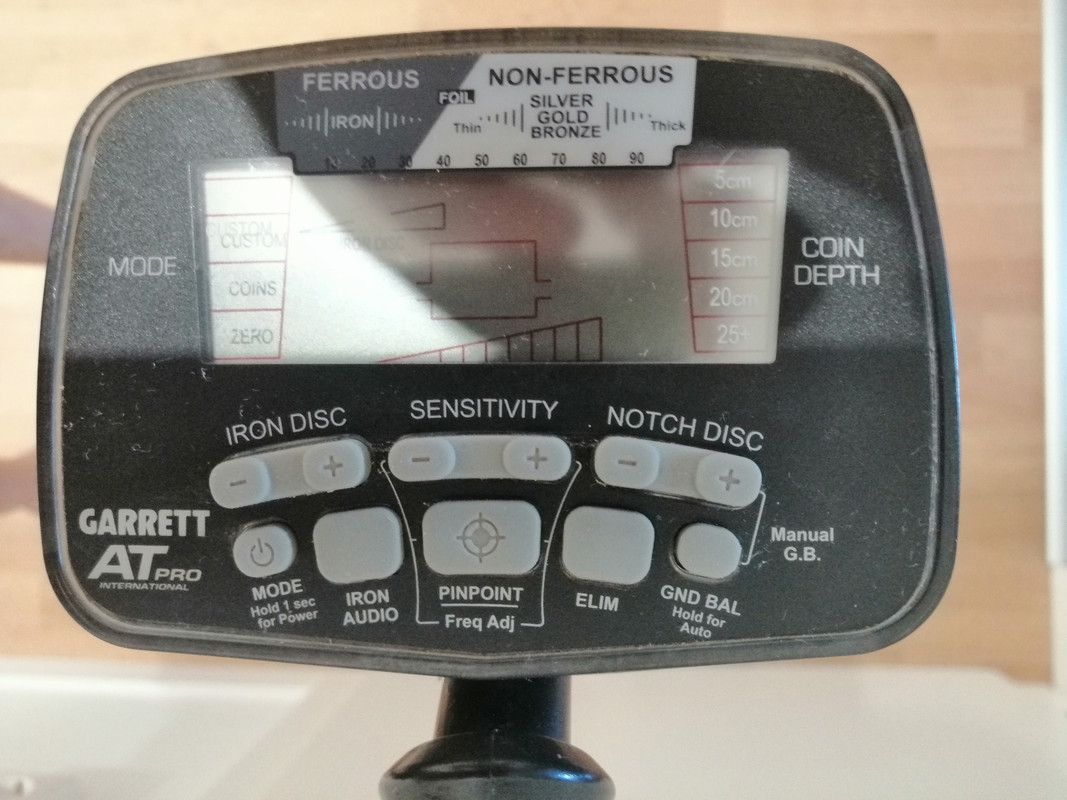 FERROUS
NON-FERROUS
FOIL
IRON
SILVER
GOLD
BRONZE
Thin
Thick
10 20 30 40 50 60 70 80 90
MODE
CUSTOM
COINS
ZERO
IRON DISC
5cm
10cm
15cm
20cm
25+
COIN
DEPTH
IRON DISC
SENSITIVITY
NOTCH DISC
- +
- +
- +
GARRETT
AT PRO
INTERNATIONAL
MODE
Hold 1 sec
for Power
IRON
AUDIO
PINPOINT
Freq Adj
ELIM
GND BAL
Hold for
Auto
Manual
G.B.